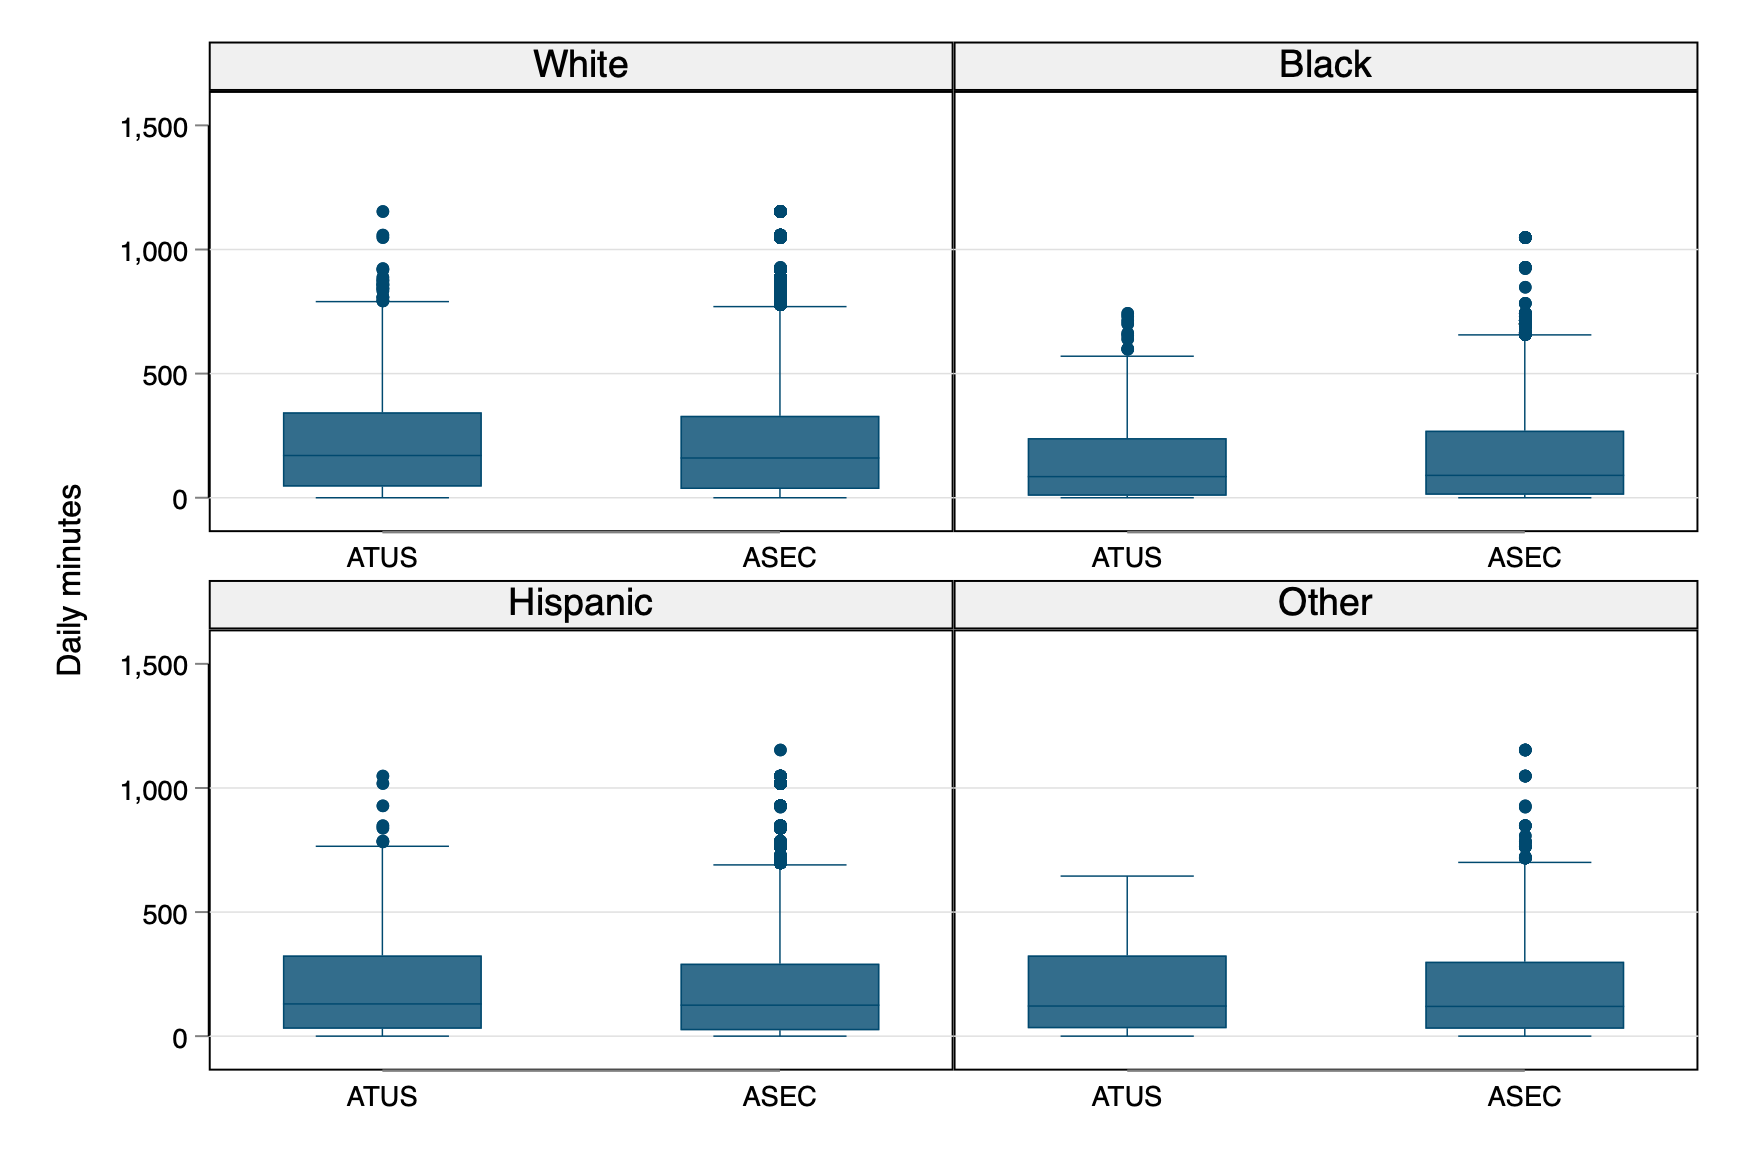 White
Black
1,500
1,000
500
0
ATUS
ASEC
ATUS
ASEC
Daily minutes
Hispanic
Other
1,500
1,000
500
0
ATUS
ASEC
ATUS
ASEC